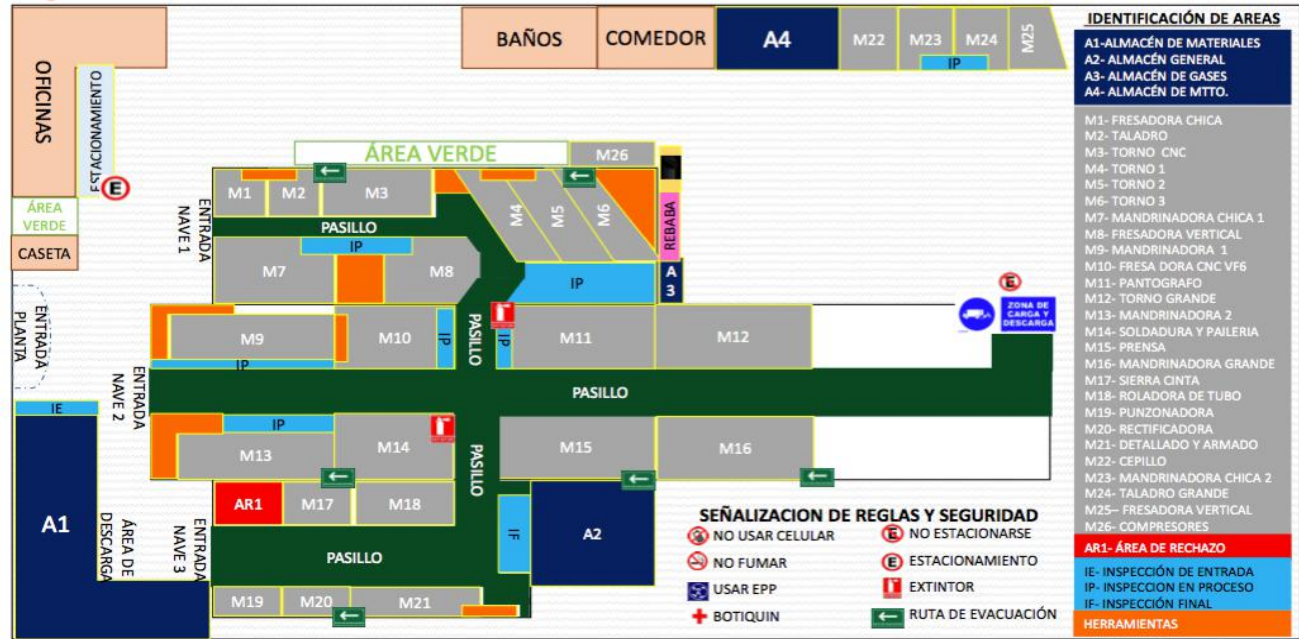 OFICINAS
ESTACIONAMIENTO
E
ÁREA
VERDE
CASETA
ENTRADA
PLANTA
BAÑOS
COMEDOR
A4
M22
M23
M24
M25
IP
ÁREA VERDE
M26
REBABA
A
3
ENTRADA
NAVE 1
M1
M2
M3
M4
M5
M6
PASILLO
IP
M7
M8
IP
M9
IP
M10
IP
PASILLO
IP
M11
M12
E
ZONA DE
CARGA Y
DESCARGA
ENTRADA
NAVE 2
PASILLO
IE
A1
ÁREA DE
DESCARGA
IP
M13
M14
PASILLO
M15
M16
ENTRADA
NAVE 3
AR1
M17
M18
IF
A2
PASILLO
M19
M20
M21
SEÑALIZACION DE REGLAS Y SEGURIDAD
NO USAR CELULAR
NO FUMAR
USAR EPP
BOTIQUIN
E NO ESTACIONARSE
E ESTACIONAMIENTO
EXTINTOR
RUTA DE EVACUACIÓN
IDENTIFICACIÓN DE AREAS
A1-ALMACÉN DE MATERIALES
A2- ALMACÉN GENERAL
A3- ALMACÉN DE GASES
A4- ALMACÉN DE MTTO.
M1- FRESADORA CHICA
M2- TALADRO
M3- TORNO CNC
M4- TORNO 1
M5- TORNO 2
M6- TORNO 3
M7- MANDRINADORA CHICA 1
M8- FRESADORA VERTICAL
M9- MANDRINADORA 1
M10- FRESA DORA CNC VF6
M11- PANTOGRAFO
M12- TORNO GRANDE
M13- MANDRINADORA 2
M14- SOLDADURA Y PAILERIA
M15- PRENSA
M16- MANDRINADORA GRANDE
M17- SIERRA CINTA
M18- ROLADORA DE TUBO
M19- PUNZONADORA
M20- RECTIFICADORA
M21- DETALLADO Y ARMADO
M22- CEPILLO
M23- MANDRINADORA CHICA 2
M24- TALADRO GRANDE
M25– FRESADORA VERTICAL
M26- COMPRESORES
AR1- ÁREA DE RECHAZO
IE- INSPECCIÓN DE ENTRADA
IP- INSPECCION EN PROCESO
IF- INSPECCIÓN FINAL
HERRAMIENTAS